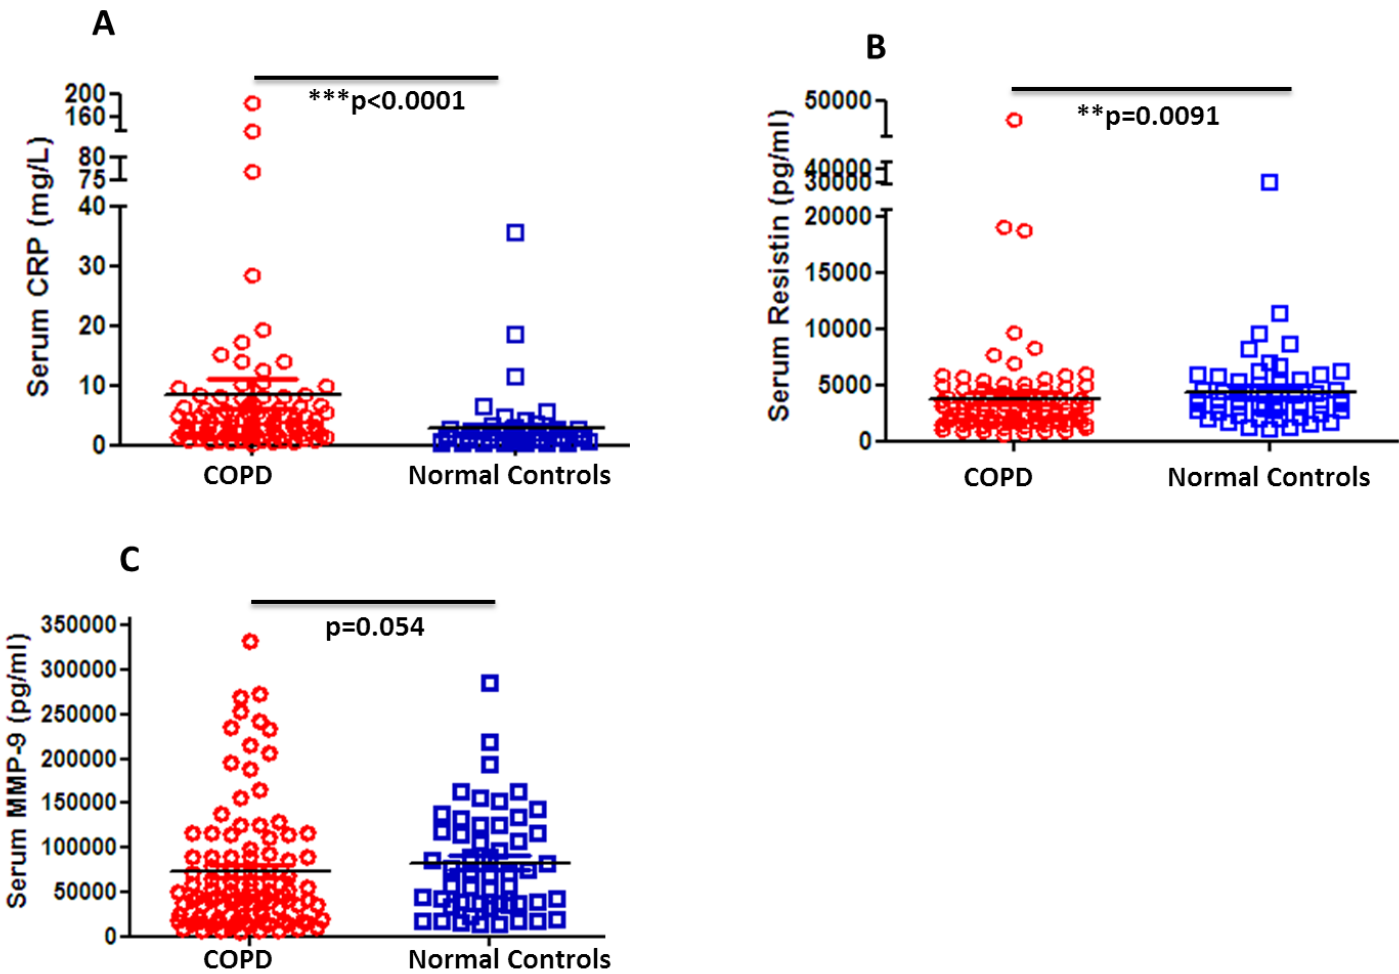 A
***p<0.0001
Serum CRP (mg/L)
200
160
80
75
40
30
20
10
0
COPD
Normal Controls
B
**p=0.0091
Serum Resistin (pg/ml)
50000
40000
30000
20000
15000
10000
5000
0
COPD
Normal Controls
C
p=0.054
Serum MMP-9 (pg/ml)
350000
300000
250000
200000
150000
100000
50000
0
COPD
Normal Controls